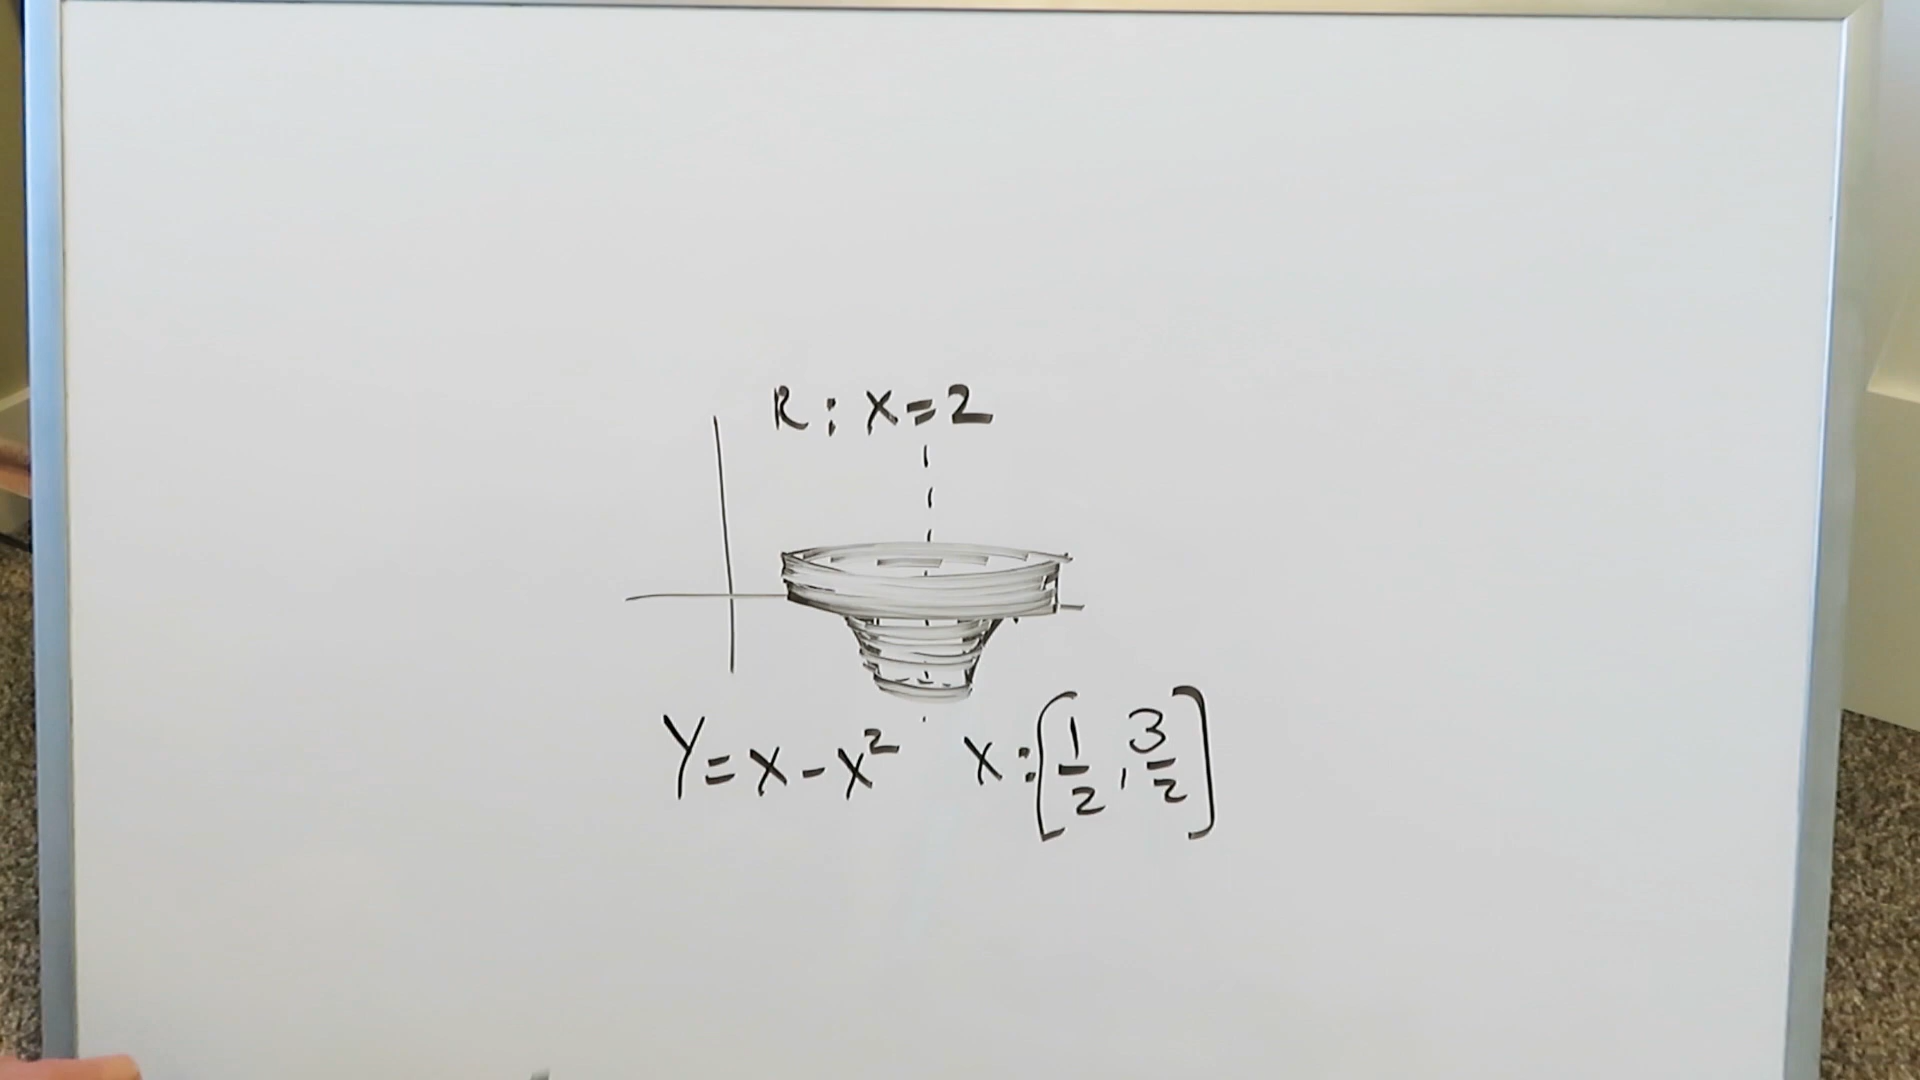 R: x=2
Y=x-x² x:[1/2, 3/2]